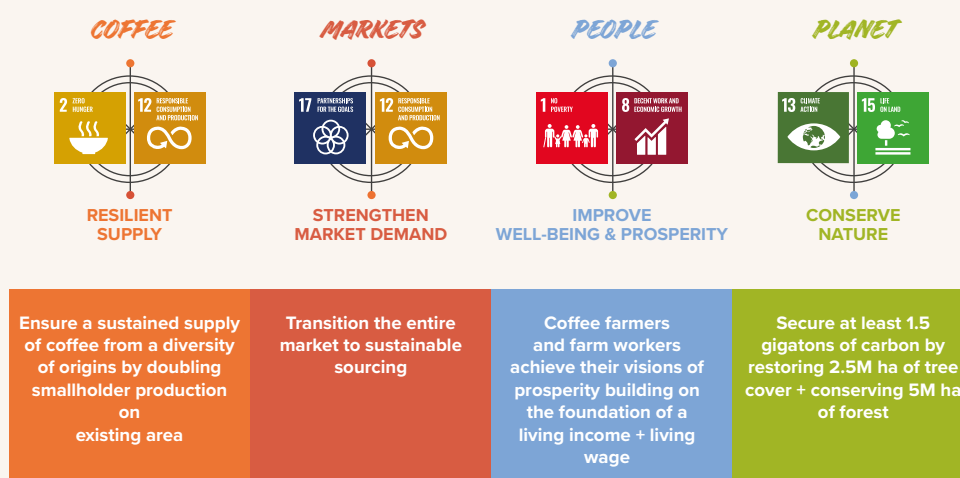 COFFEE
2 ZERO
HUNGER
12 RESPONSIBLE
CONSUMPTION
AND PRODUCTION
RESILIENT
SUPPLY
MARKETS
17 PARTNERSHIPS
FOR THE GOALS
12 RESPONSIBLE
CONSUMPTION
AND PRODUCTION
STRENGTHEN
MARKET DEMAND
PEOPLE
1 NO
POVERTY
8 DECENT WORK AND
ECONOMIC GROWTH
IMPROVE
WELL-BEING & PROSPERITY
PLANET
13 CLIMATE
ACTION
15 LIFE
ON LAND
CONSERVE
NATURE
Ensure a sustained supply
of coffee from a diversity
of origins by doubling
smallholder production
on
existing area
Transition the entire
market to sustainable
sourcing
Coffee farmers
and farm workers
achieve their visions of
prosperity building on
the foundation of a
living income + living
wage
Secure at least 1.5
gigatons of carbon by
restoring 2.5M ha of tree
cover + conserving 5M ha
of forest